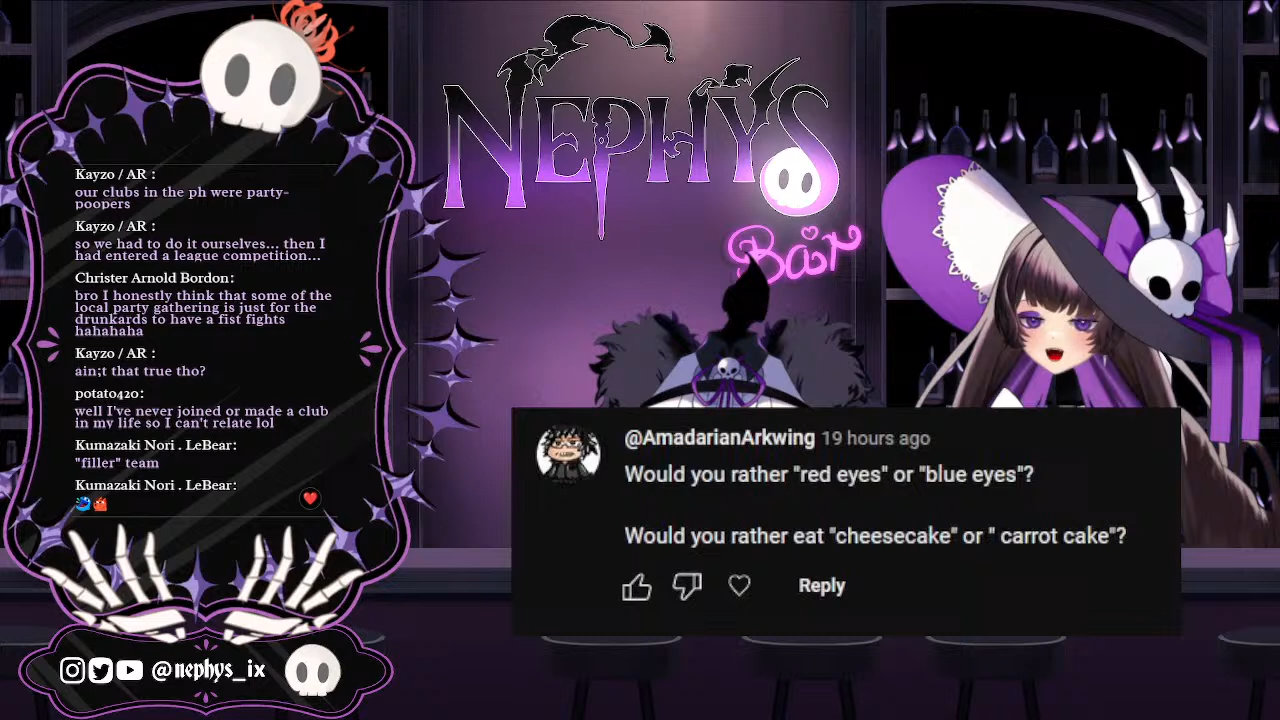 NEPHYS
Bar
Kayzo / AR :
our clubs in the ph were party-
poopers
Kayzo / AR :
so we had to do it ourselves... then I
had entered a league competition...
Christer Arnold Bordon:
bro I honestly think that some of the
local party gathering is just for the
drunkards to have a fist fights
hahahaha
Kayzo / AR :
ain;t that true tho?
potato420:
well I've never joined or made a club
in my life so I can't relate lol
Kumazaki Nori . LeBear:
"filler" team
Kumazaki Nori . LeBear:
@nephys_ix
@AmadarianArkwing 19 hours ago
Would you rather "red eyes" or "blue eyes"?
Would you rather eat "cheesecake" or " carrot cake"?
Reply